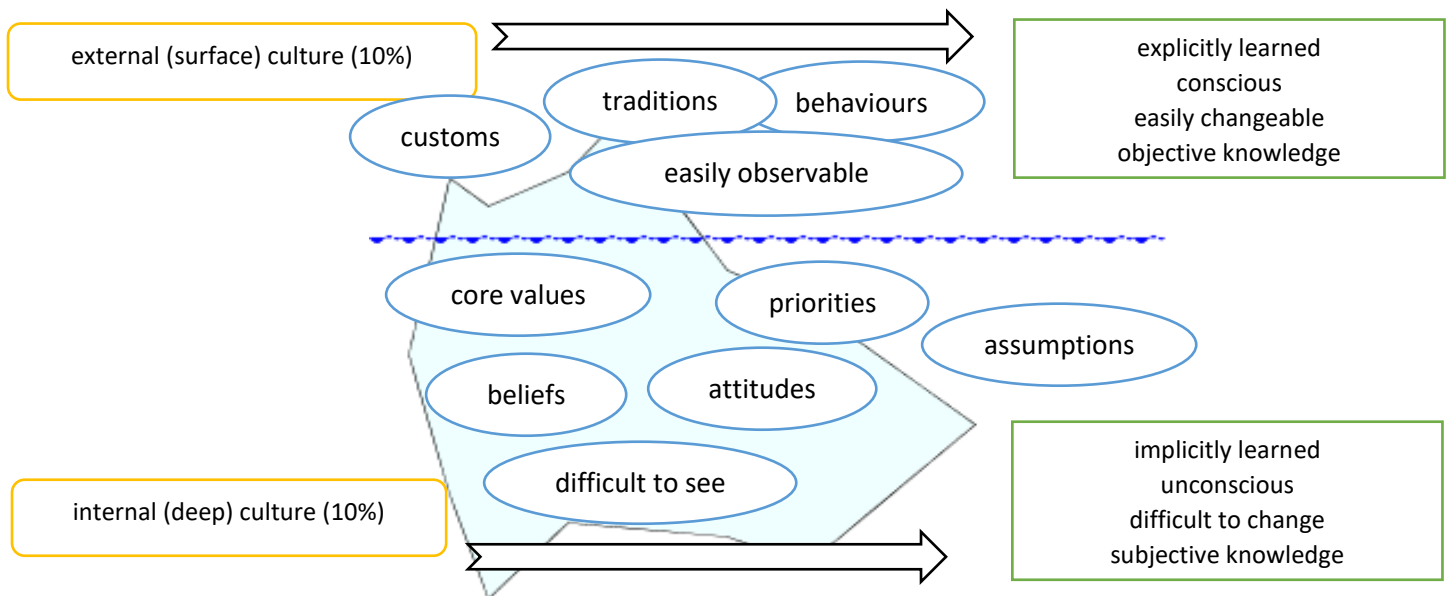 external (surface) culture (10%)
explicitly learned
conscious
easily changeable
objective knowledge
traditions
behaviours
customs
easily observable
core values
priorities
assumptions
beliefs
attitudes
difficult to see
internal (deep) culture (10%)
implicitly learned
unconscious
difficult to change
subjective knowledge